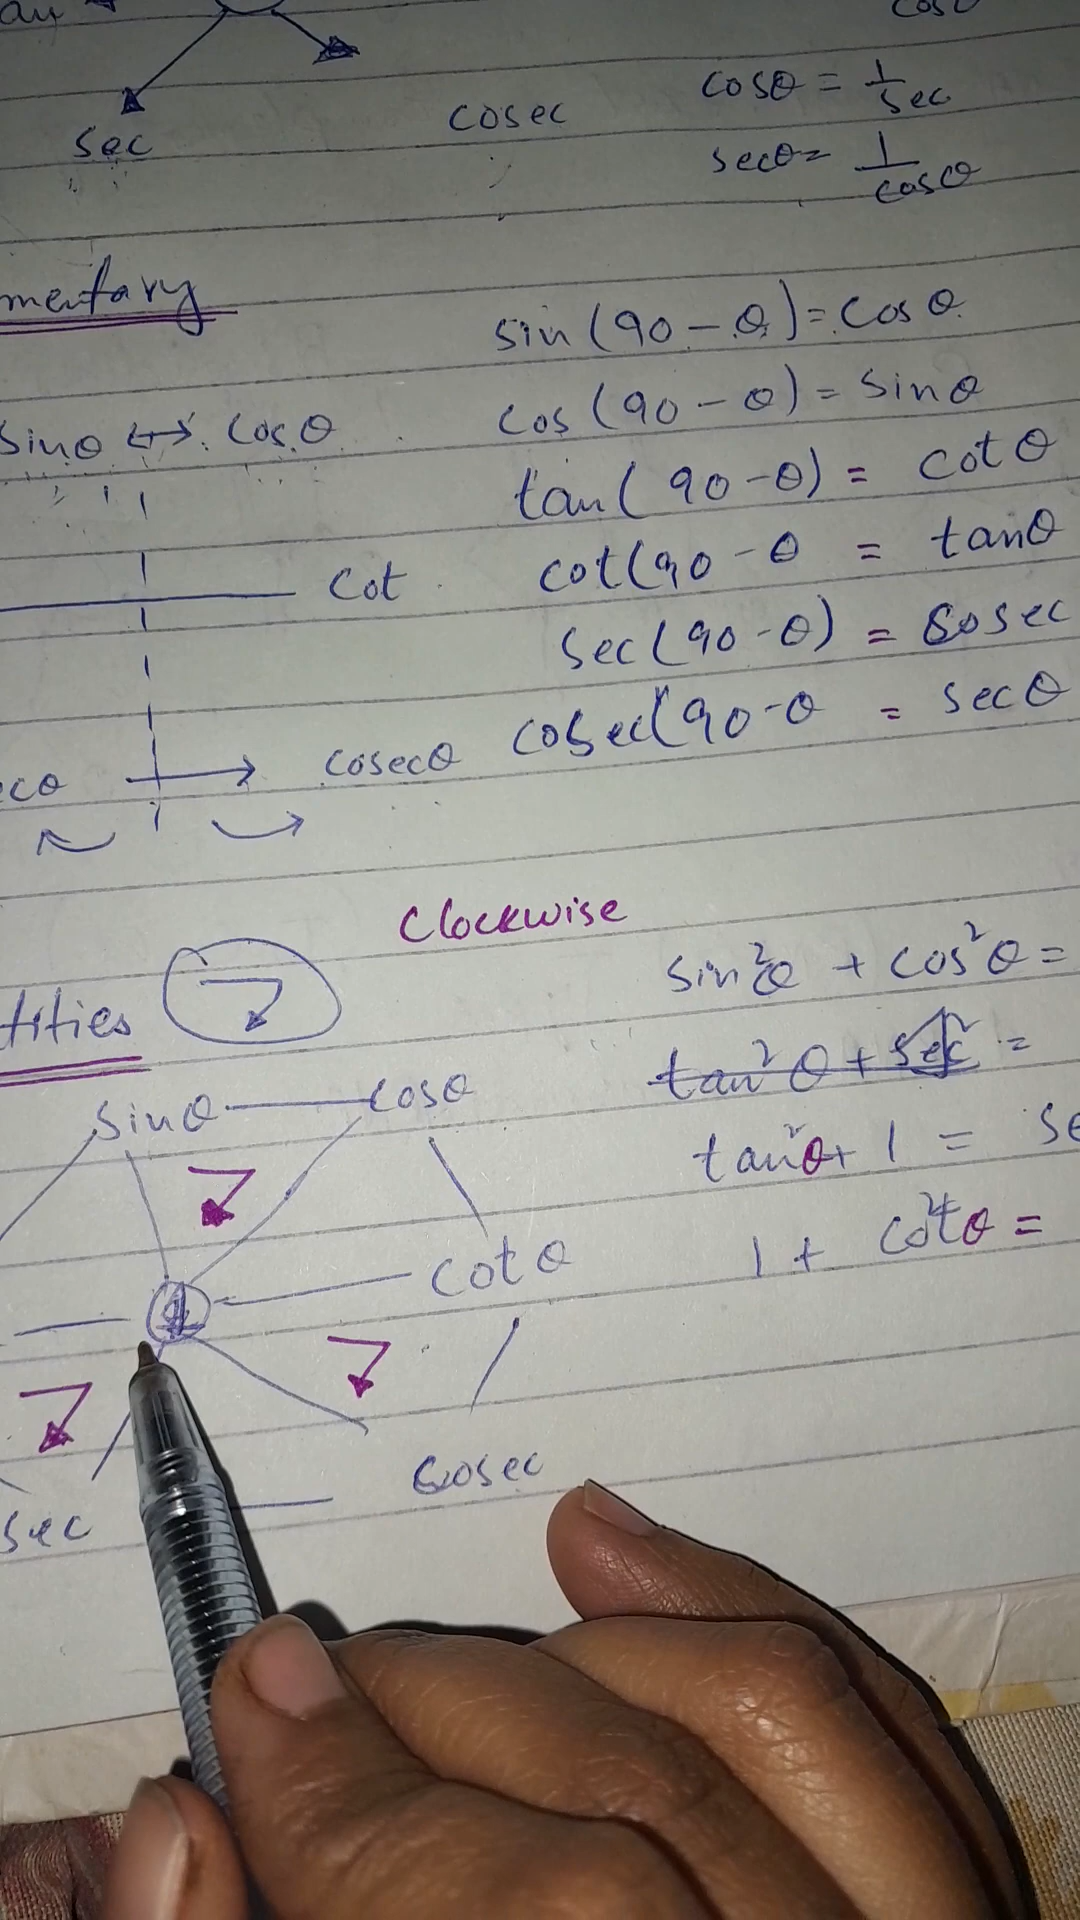 cosθ = 1/sec
sec cosec
secθ = 1/cosθ
mentary
sin(90 - θ) = cosθ
sinθ ↔ cosθ cos(90 - θ) = sinθ
tan(90 - θ) = cotθ
cot cot(90 - θ = tanθ
sec(90 - θ) = cosec
cosec(90 - θ = secθ
ecθ → cosecθ
Clockwise
sin²θ + cos²θ =
tities
tan²θ + sec² =
sinθ cosθ
tan²θ + 1 = se
1 + cot²θ =
cotθ
1
cosec
sec